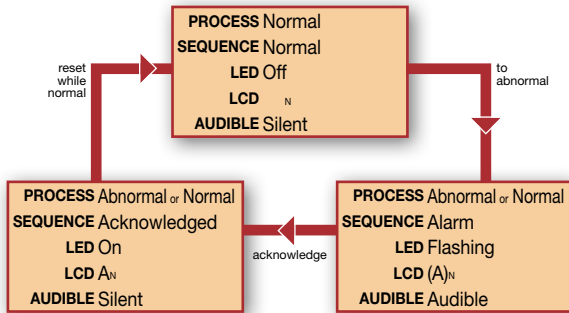 PROCESS Normal
SEQUENCE Normal
LED Off
LCD N
AUDIBLE Silent
reset
while
normal
to
abnormal
PROCESS Abnormal or Normal
SEQUENCE Acknowledged
LED On
LCD AN
AUDIBLE Silent
acknowledge
PROCESS Abnormal or Normal
SEQUENCE Alarm
LED Flashing
LCD (A)N
AUDIBLE Audible